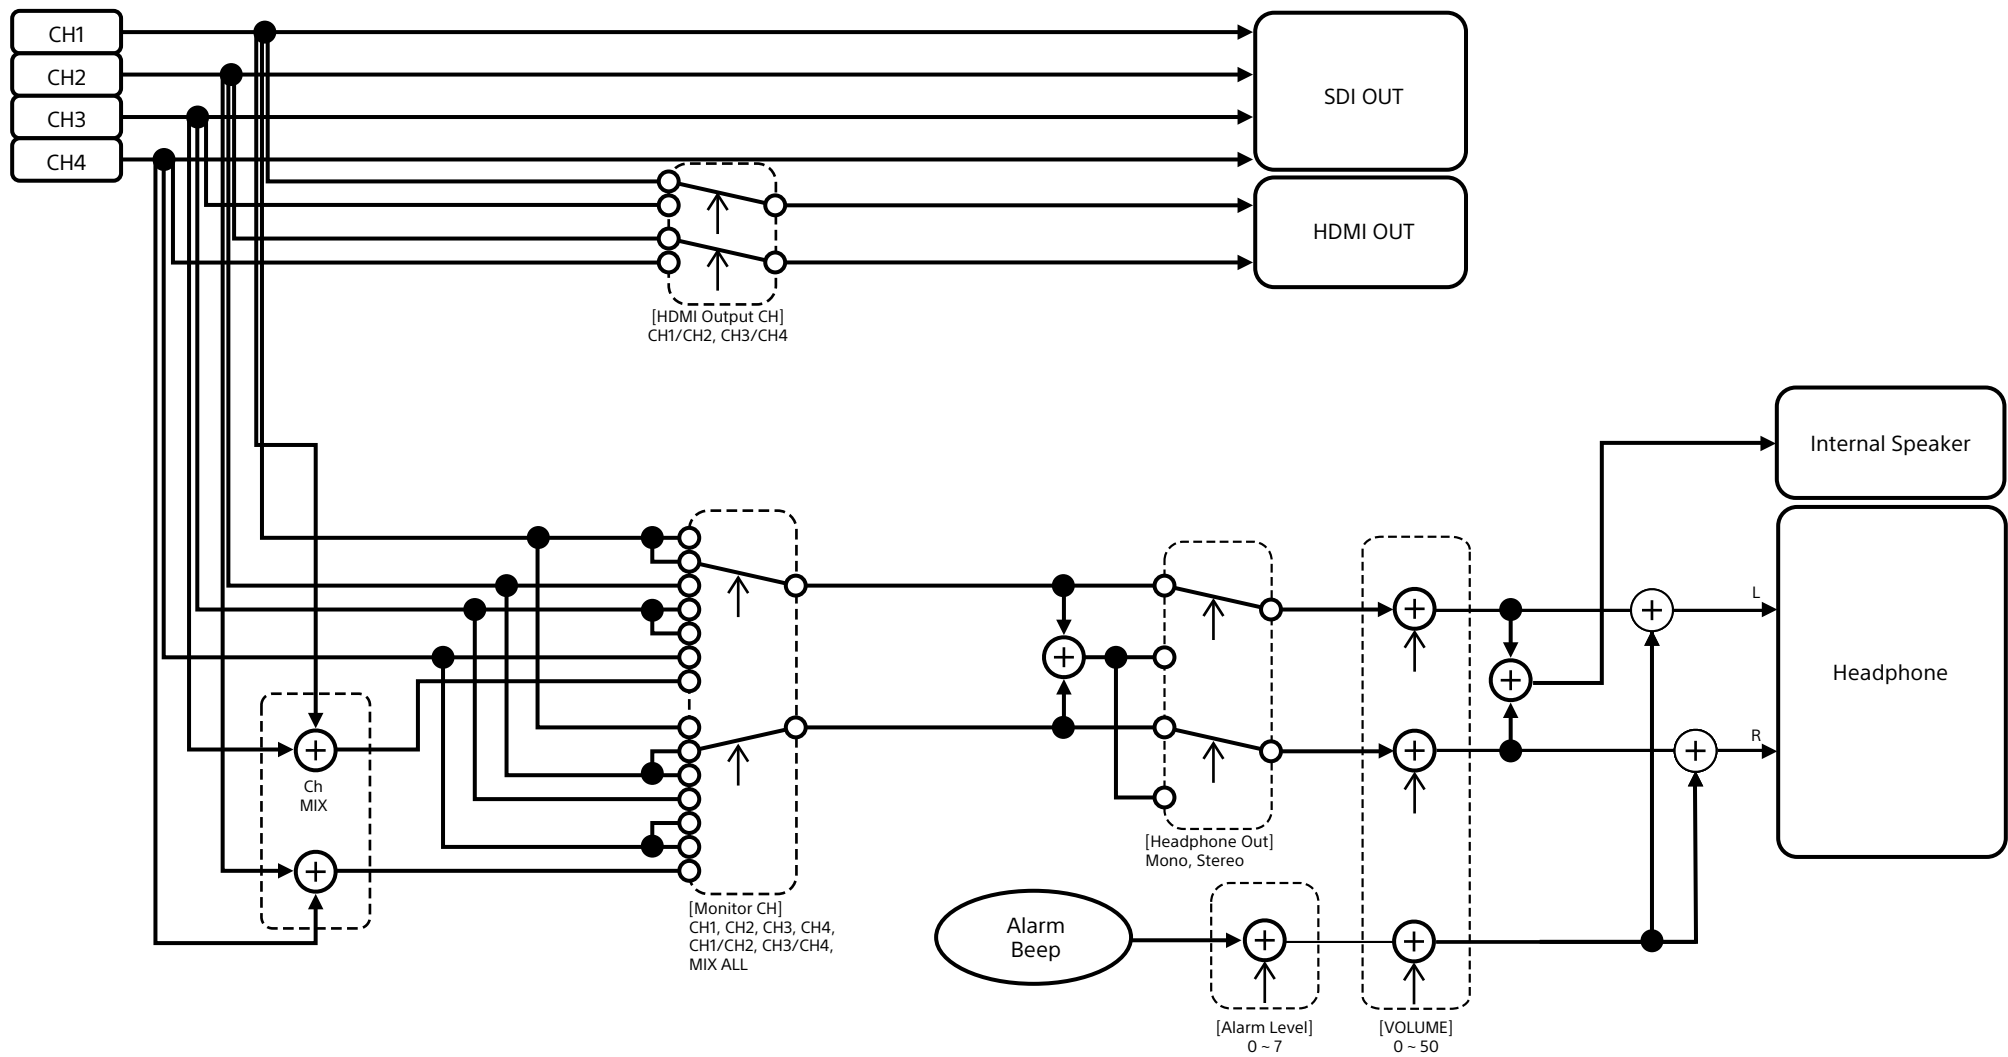 CH1
CH2
CH3
CH4
SDI OUT
HDMI OUT
[HDMI Output CH]
CH1/CH2, CH3/CH4
Internal Speaker
Headphone
L
R
Ch
MIX
[Monitor CH]
CH1, CH2, CH3, CH4,
CH1/CH2, CH3/CH4,
MIX ALL
[Headphone Out]
Mono, Stereo
Alarm
Beep
[Alarm Level]
0 ~ 7
[VOLUME]
0 ~ 50